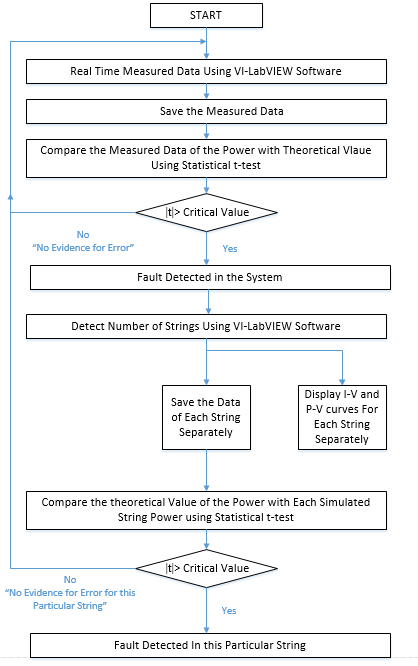 START
Real Time Measured Data Using VI-LabVIEW Software
Save the Measured Data
Compare the Measured Data of the Power with Theoretical Vlaue
Using Statistical t-test
|t|> Critical Value
No
"No Evidence for Error"
Yes
Fault Detected in the System
Detect Number of Strings Using VI-LabVIEW Software
Save the Data
of Each String
Separately
Display I-V and
P-V curves For
Each String
Separately
Compare the theoretical Value of the Power with Each Simulated
String Power using Statistical t-test
|t|> Critical Value
No
"No Evidence for Error for this
Particular String"
Yes
Fault Detected In this Particular String